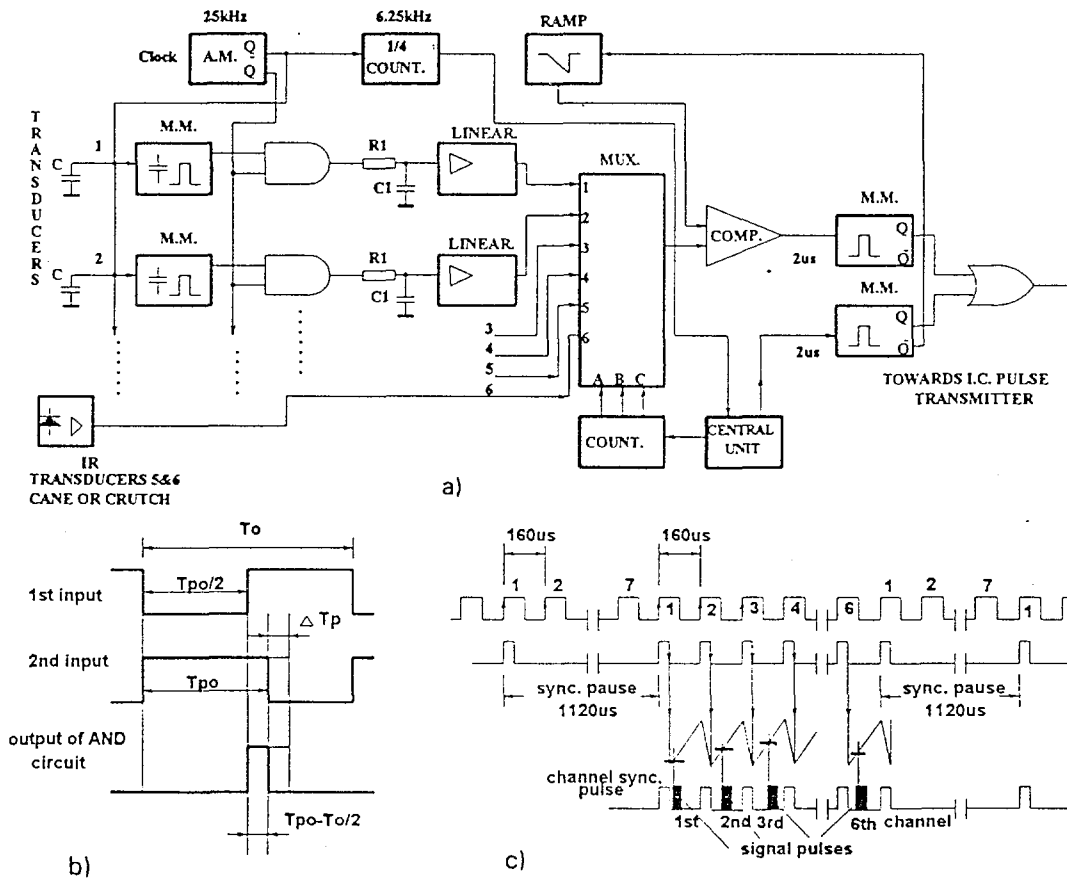 25kHz
6.25kHz
RAMP
Clock
A.M.
Q
Q̄
1/4
COUNT.
TRANSDUCERS
1
C
M.M.
R1
C1
LINEAR.
MUX.
1
2
3
4
5
6
A B C
COMP.
2us
M.M.
Q
Q̄
2
C
M.M.
R1
C1
LINEAR.
3
4
5
6
M.M.
Q
Q̄
2us
TOWARDS I.C. PULSE
TRANSMITTER
COUNT.
CENTRAL
UNIT
IR
TRANSDUCERS 5&6
CANE OR CRUTCH
a)
To
1st input
Tpo/2
△ Tp
2nd input
Tpo
output of AND
circuit
Tpo-To/2
b)
160us
160us
1 2 7 1 2 3 4 6 1 2 7 1
sync. pause
1120us
sync. pause
1120us
channel sync.
pulse
1st 2nd 3rd 6th channel
signal pulses
c)